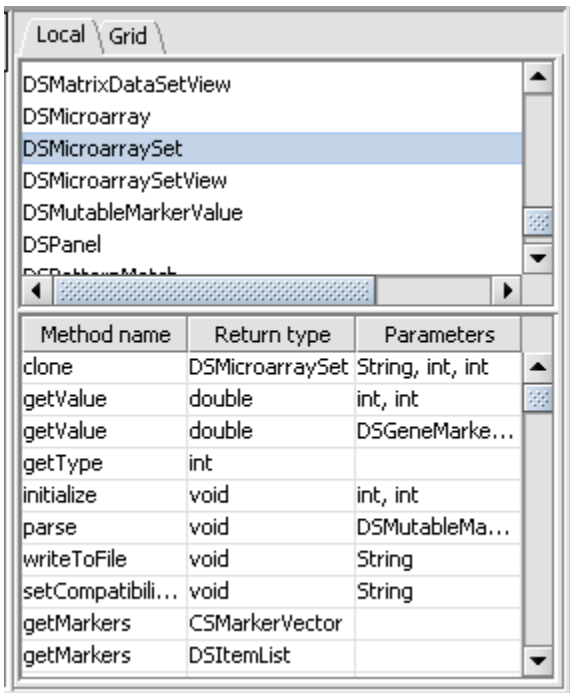 Local Grid
DSMatrixDataSetView
DSMicroarray
DSMicroarraySet
DSMicroarraySetView
DSMutableMarkerValue
DSPanel
DSPatternMatch
Method name Return type Parameters
clone DSMicroarraySet String, int, int
getValue double int, int
getValue double DSGeneMarke...
getType int
initialize void int, int
parse void DSMutableMa...
writeToFile void String
setCompatibili... void String
getMarkers CSMarkerVector
getMarkers DSItemList